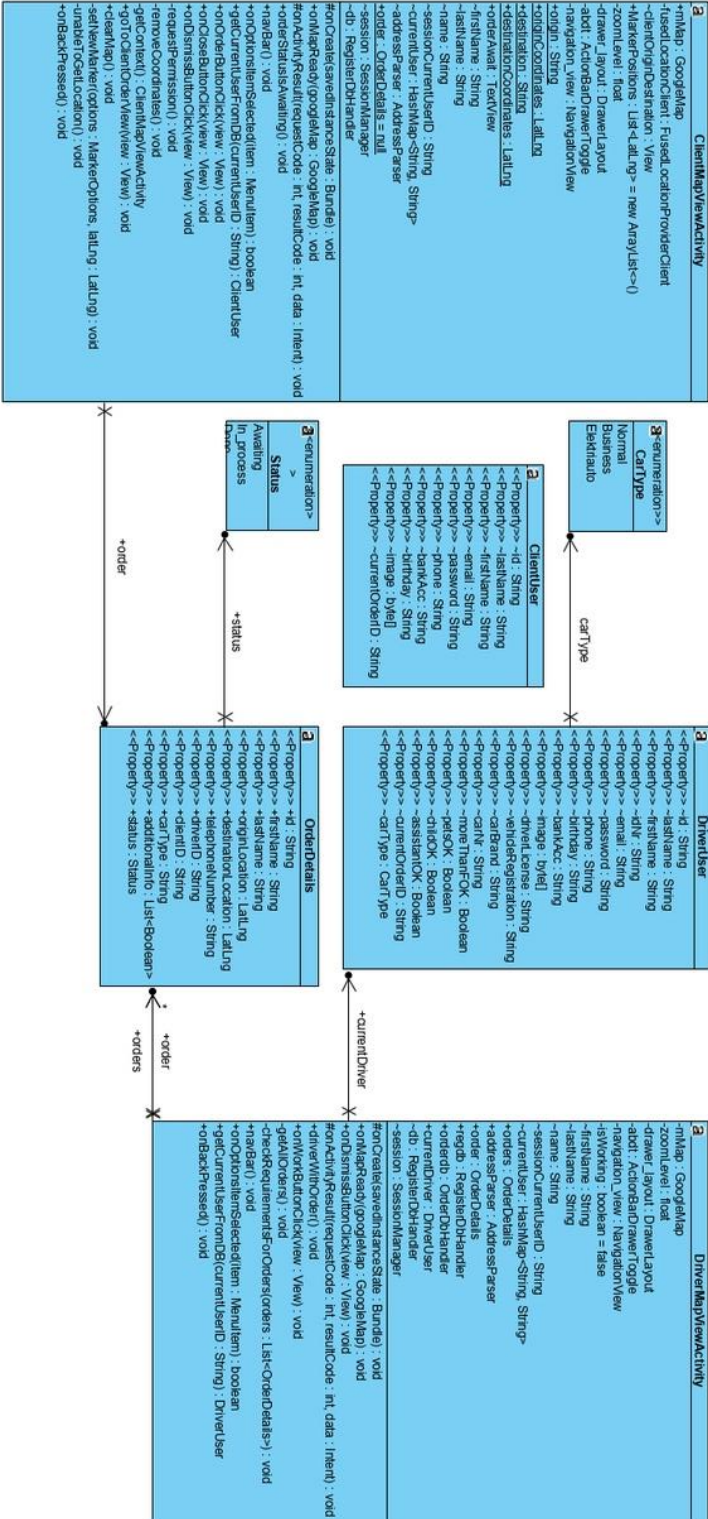 ClientMapViewActivity
+mMap : GoogleMap
-fusedLocationClient : FusedLocationProviderClient
~clientOriginDestination : View
+MarkerPositions : List<LatLng> = new ArrayList<>()
-zoomLevel : float
-drawer_layout : DrawerLayout
-abdt : ActionBarDrawerToggle
-navigation_view : NavigationView
+origin : String
+originCoordinates : LatLng
+destination : String
+destinationCoordinates : LatLng
~orderAwait : TextView
~firstName : String
~lastName : String
~name : String
~sessionCurrentUserID : String
~currentUser : HashMap<String, String>
~addressParser : AddressParser
+order : OrderDetails = null
~session : SessionManager
~db : RegisterDbHandler
#onCreate(savedInstanceState : Bundle) : void
+onMapReady(googleMap : GoogleMap) : void
#onActivityResult(requestCode : int, resultCode : int, data : Intent) : void
+orderStatusIsAwaiting() : void
+navBar() : void
+onOptionsItemSelected(item : MenuItem) : boolean
+getCurrentUserFromDB(currentUserID : String) : ClientUser
+onOrderButtonClick(view : View) : void
+onCloseButtonClick(view : View) : void
+onDismissButtonClick(view : View) : void
-requestPermission() : void
-removeCoordinates() : void
-getContext() : ClientMapViewActivity
+goToClientOrderView(view : View) : void
+clearMap() : void
-setNewMarker(options : MarkerOptions, latLng : LatLng) : void
-unableToGetLocation() : void
+onBackPressed() : void
<enumeration>>
CarType
Normal
Business
Elektriauto
carType
ClientUser
<<Property>> ~id : String
<<Property>> ~lastName : String
<<Property>> ~firstName : String
<<Property>> ~email : String
<<Property>> ~password : String
<<Property>> ~phone : String
<<Property>> ~bankAcc : String
<<Property>> ~birthday : String
<<Property>> ~image : byte[]
<<Property>> ~currentOrderID : String
<enumeration>
>
Status
Awaiting
In_process
Done
+status
+order
DriverUser
<<Property>> ~id : String
<<Property>> ~lastName : String
<<Property>> ~firstName : String
<<Property>> ~idNr : String
<<Property>> ~email : String
<<Property>> ~password : String
<<Property>> ~phone : String
<<Property>> ~birthday : String
<<Property>> ~bankAcc : String
<<Property>> ~image : byte[]
<<Property>> ~driverLicense : String
<<Property>> ~vehicleRegistration : String
<<Property>> ~carBrand : String
<<Property>> ~carNr : String
<<Property>> ~moreThanFOK : Boolean
<<Property>> ~petsOK : Boolean
<<Property>> ~childOK : Boolean
<<Property>> ~assistantOK : Boolean
<<Property>> ~currentOrderID : String
<<Property>> ~carType : CarType
OrderDetails
<<Property>> +id : String
<<Property>> +firstName : String
<<Property>> +lastName : String
<<Property>> +originLocation : LatLng
<<Property>> +destinationLocation : LatLng
<<Property>> +telephoneNumber : String
<<Property>> +driverID : String
<<Property>> +clientID : String
<<Property>> +carType : String
<<Property>> +additionalInfo : List<Boolean>
<<Property>> +status : Status
+currentDriver
*
+order
+orders
DriverMapViewActivity
-mMap : GoogleMap
-zoomLevel : float
-drawer_layout : DrawerLayout
-abdt : ActionBarDrawerToggle
-navigation_view : NavigationView
-isWorking : boolean = false
~firstName : String
~lastName : String
~name : String
~sessionCurrentUserID : String
~currentUser : HashMap<String, String>
+orders : OrderDetails
+addressParser : AddressParser
+order : OrderDetails
+regdb : RegisterDbHandler
+orderdb : OrderDbHandler
+currentDriver : DriverUser
~db : RegisterDbHandler
~session : SessionManager
#onCreate(savedInstanceState : Bundle) : void
+onMapReady(googleMap : GoogleMap) : void
+onDismissButtonClick(view : View) : void
#onActivityResult(requestCode : int, resultCode : int, data : Intent) : void
+driverWithOrder() : void
+onWorkButtonClick(view : View) : void
-getAllOrders() : void
-checkRequirementsForOrders(orders : List<OrderDetails>) : void
+navBar() : void
+onOptionsItemSelected(item : MenuItem) : boolean
+getCurrentUserFromDB(currentUserID : String) : DriverUser
+onBackPressed() : void